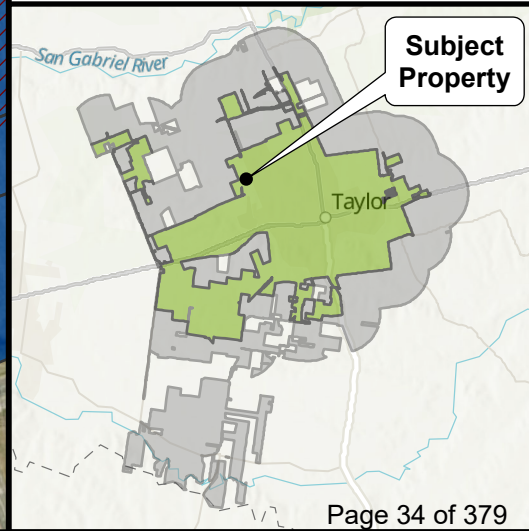 San Gabriel River
Subject
Property
Taylor
Page 34 of 379